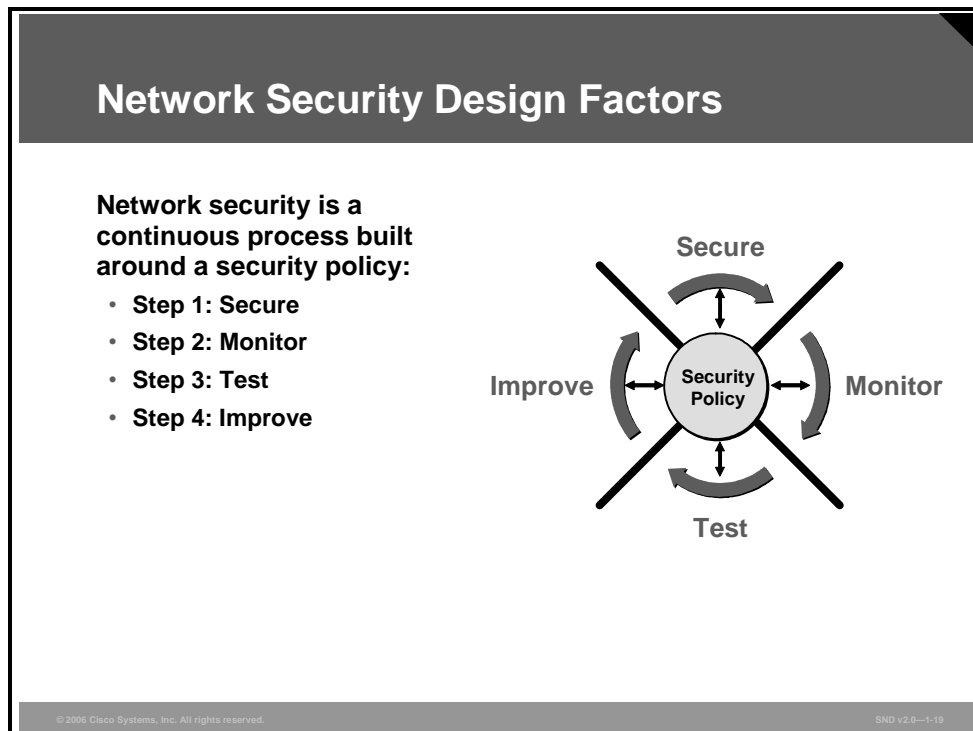 Network Security Design Factors
Network security is a
continuous process built
around a security policy:
• Step 1: Secure
• Step 2: Monitor
• Step 3: Test
• Step 4: Improve
Secure
Improve
Security
Policy
Monitor
Test
© 2006 Cisco Systems, Inc. All rights reserved.
SND v2.0—1-19